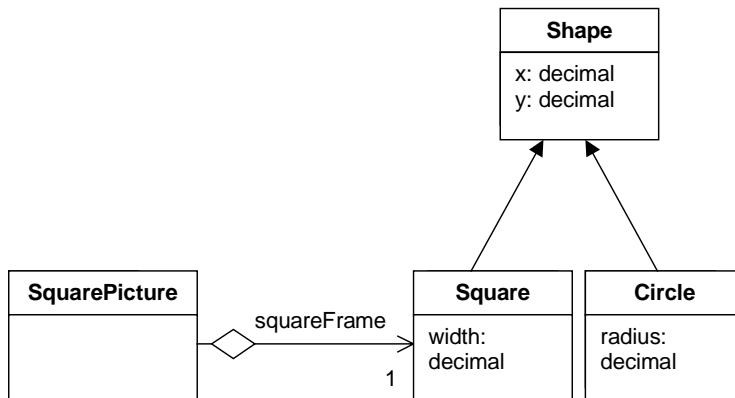 Shape
x: decimal
y: decimal
SquarePicture
squareFrame
1
Square
width:
decimal
Circle
radius:
decimal